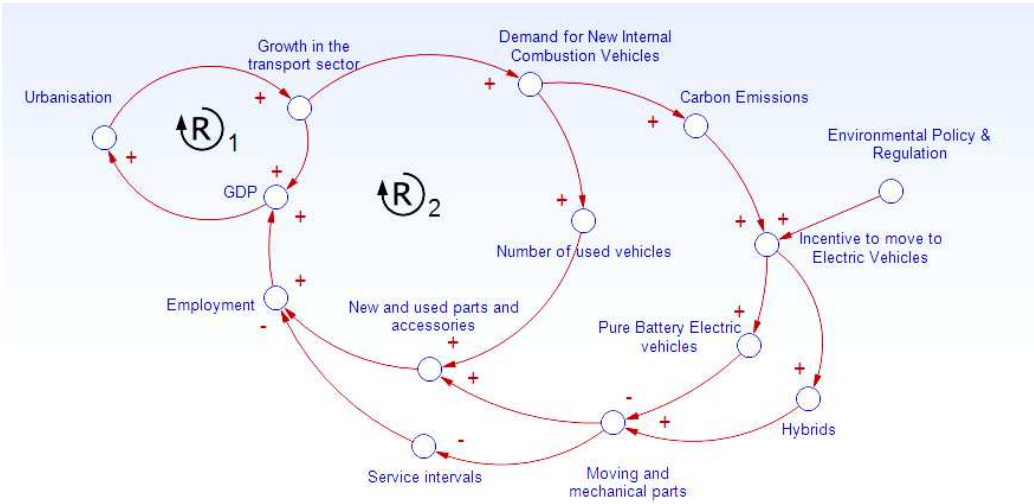 Demand for New Internal
Combustion Vehicles
Growth in the
transport sector
+
Urbanisation
+
+
Carbon Emissions
R
1
+
+
Environmental Policy &
Regulation
+
GDP
R
2
+
+
+
+
Number of used vehicles
Incentive to move to
Electric Vehicles
+
Employment
New and used parts and
accessories
-
+
Pure Battery Electric
vehicles
+
+
+
-
+
Hybrids
-
Service intervals
Moving and
mechanical parts